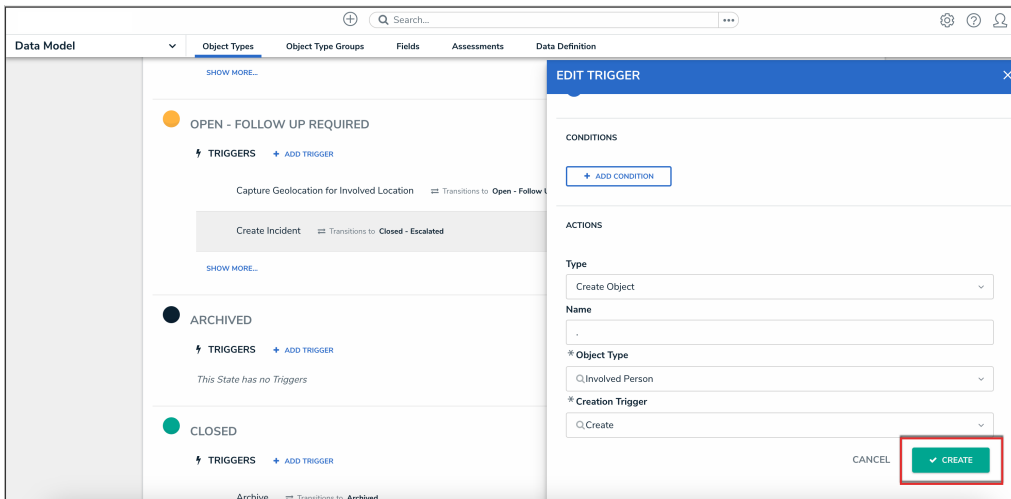 Search...
Data Model
Object Types
Object Type Groups
Fields
Assessments
Data Definition
SHOW MORE...
OPEN - FOLLOW UP REQUIRED
TRIGGERS
+ ADD TRIGGER
Capture Geolocation for Involved Location
Transitions to Open - Follow
Create Incident
Transitions to Closed - Escalated
SHOW MORE...
ARCHIVED
TRIGGERS
+ ADD TRIGGER
This State has no Triggers
CLOSED
TRIGGERS
+ ADD TRIGGER
Archive
Transitions to Archived
EDIT TRIGGER
CONDITIONS
+ ADD CONDITION
ACTIONS
Type
Create Object
Name
.
* Object Type
Involved Person
* Creation Trigger
Create
CANCEL
CREATE